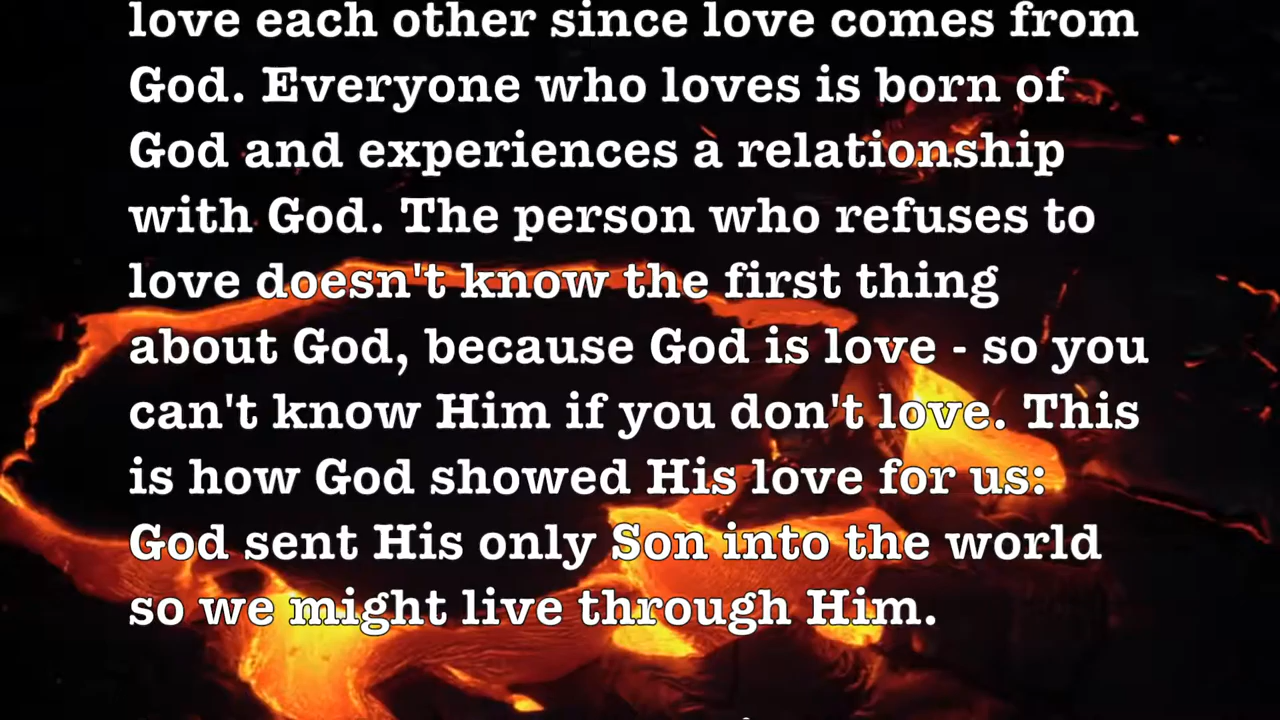 love each other since love comes from
God. Everyone who loves is born of
God and experiences a relationship
with God. The person who refuses to
love doesn't know the first thing
about God, because God is love - so you
can't know Him if you don't love. This
is how God showed His love for us:
God sent His only Son into the world
so we might live through Him.